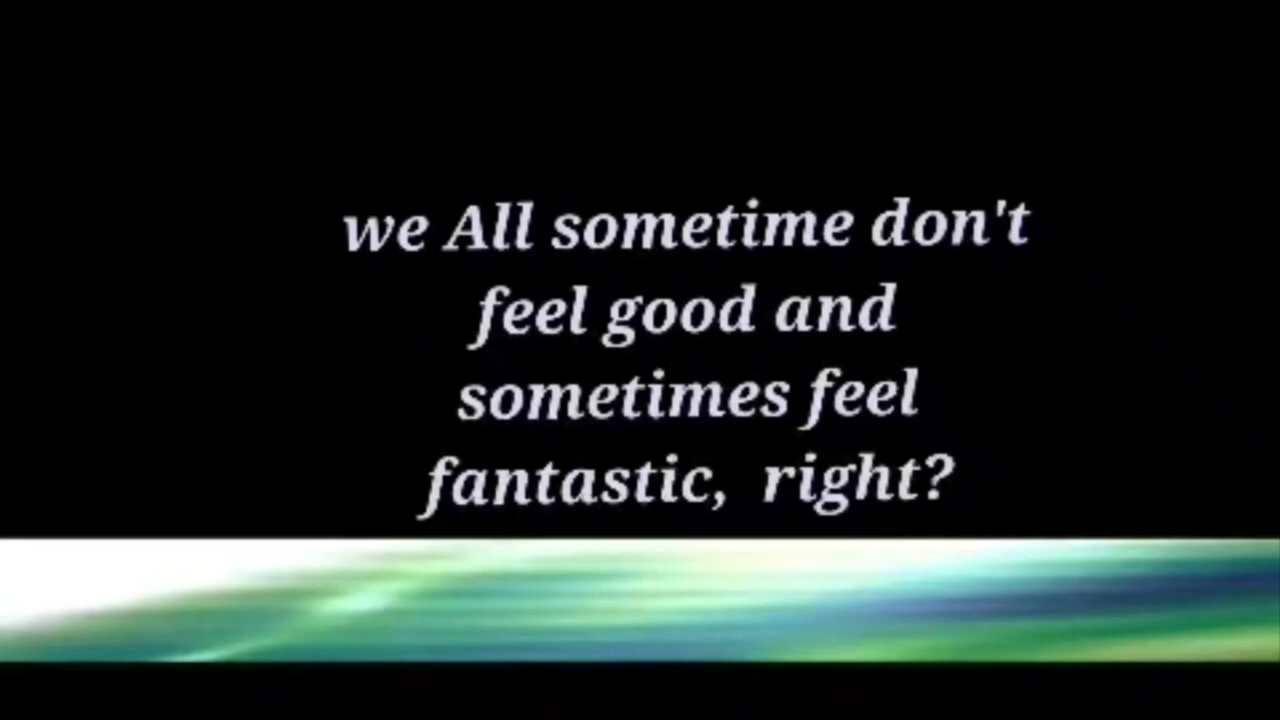 we All sometime don't
feel good and
sometimes feel
fantastic,  right?